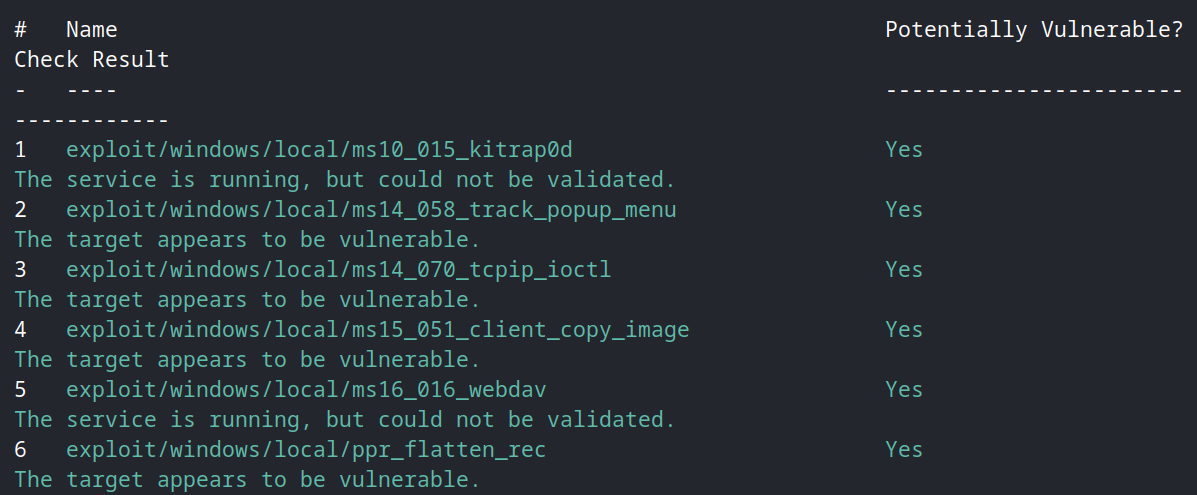 #   Name                                                           Potentially Vulnerable?
Check Result
-   ----                                                           -----------------------
------------
1   exploit/windows/local/ms10_015_kitrap0d                        Yes
The service is running, but could not be validated.
2   exploit/windows/local/ms14_058_track_popup_menu                Yes
The target appears to be vulnerable.
3   exploit/windows/local/ms14_070_tcpip_ioctl                     Yes
The target appears to be vulnerable.
4   exploit/windows/local/ms15_051_client_copy_image               Yes
The target appears to be vulnerable.
5   exploit/windows/local/ms16_016_webdav                          Yes
The service is running, but could not be validated.
6   exploit/windows/local/ppr_flatten_rec                          Yes
The target appears to be vulnerable.